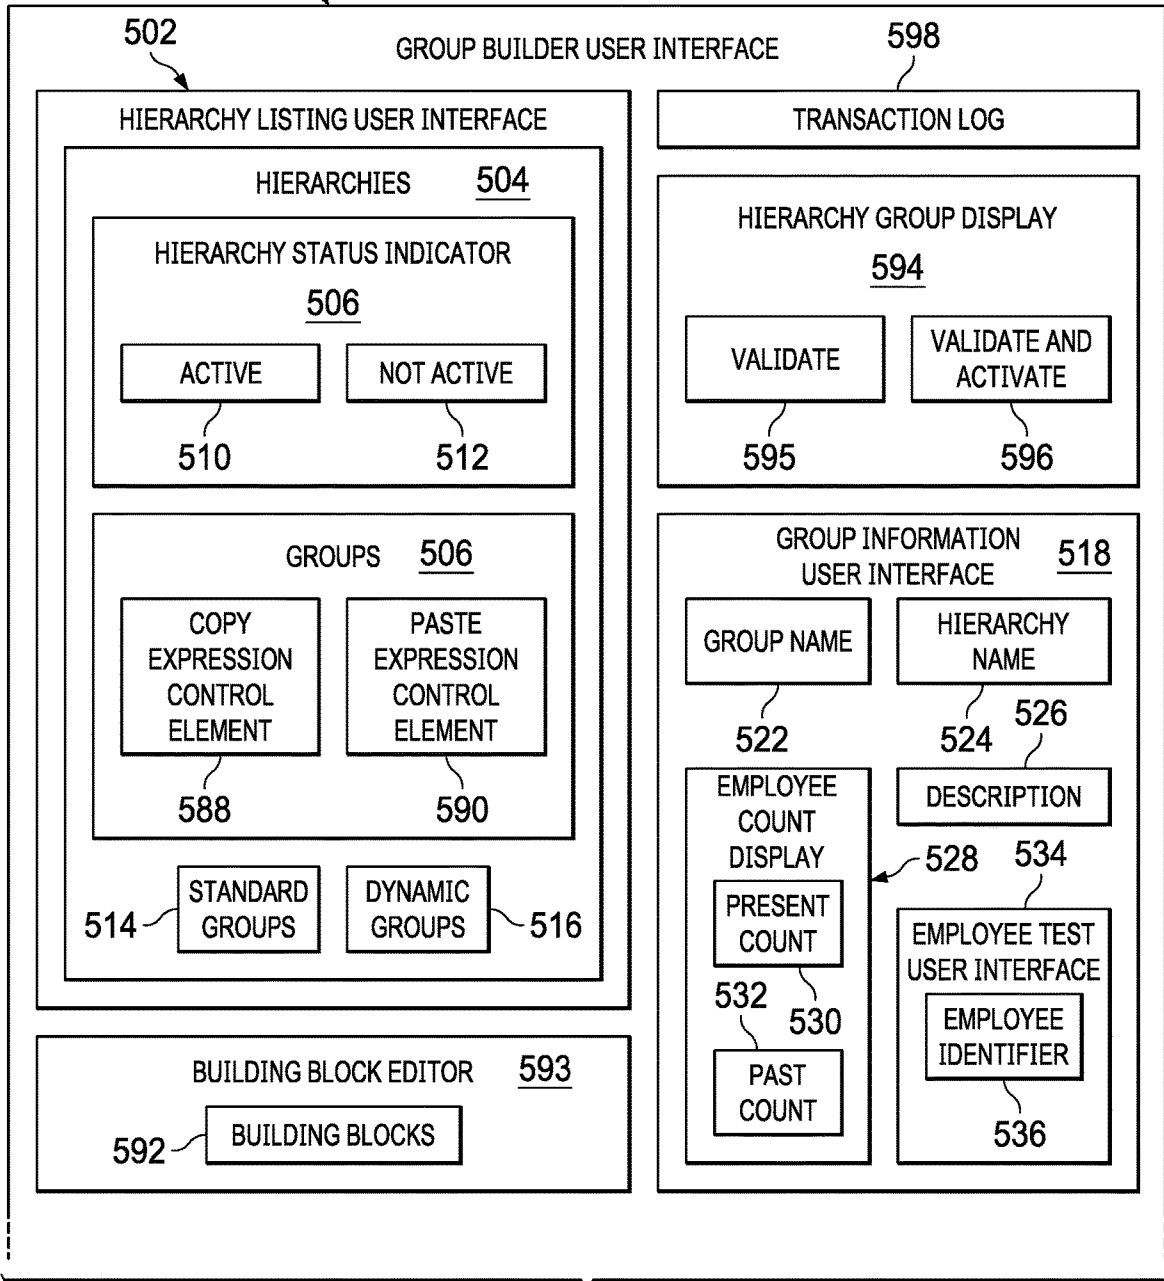 GROUP BUILDER USER INTERFACE
502
HIERARCHY LISTING USER INTERFACE
HIERARCHIES 504
HIERARCHY STATUS INDICATOR
506
ACTIVE
NOT ACTIVE
510
512
GROUPS 506
COPY
EXPRESSION
CONTROL
ELEMENT
PASTE
EXPRESSION
CONTROL
ELEMENT
588
590
514
STANDARD
GROUPS
DYNAMIC
GROUPS
516
BUILDING BLOCK EDITOR 593
592
BUILDING BLOCKS
598
TRANSACTION LOG
HIERARCHY GROUP DISPLAY
594
VALIDATE
VALIDATE AND
ACTIVATE
595
596
GROUP INFORMATION
USER INTERFACE
518
GROUP NAME
HIERARCHY
NAME
522
524
526
DESCRIPTION
EMPLOYEE
COUNT
DISPLAY
528
PRESENT
COUNT
530
532
PAST
COUNT
534
EMPLOYEE TEST
USER INTERFACE
EMPLOYEE
IDENTIFIER
536